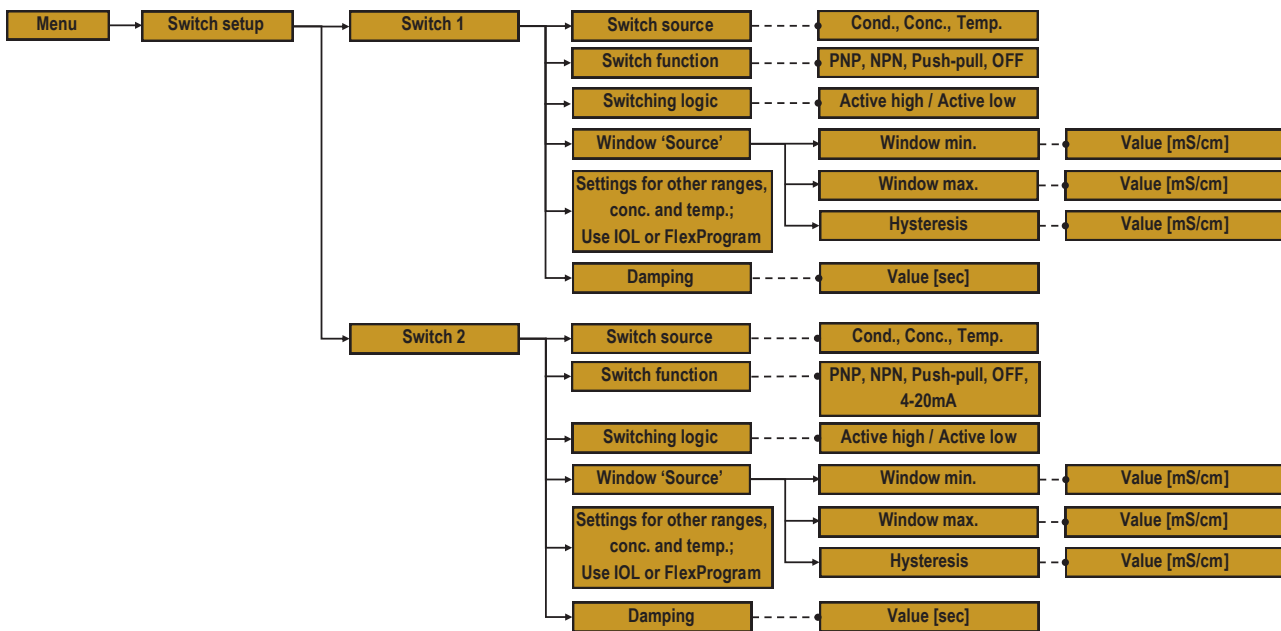 Menu
Switch setup
Switch 1
Switch source
Cond., Conc., Temp.
Switch function
PNP, NPN, Push-pull, OFF
Switching logic
Active high / Active low
Window ‘Source’
Window min.
Value [mS/cm]
Window max.
Value [mS/cm]
Hysteresis
Value [mS/cm]
Settings for other ranges,
conc. and temp.;
Use IOL or FlexProgram
Damping
Value [sec]
Switch 2
Switch source
Cond., Conc., Temp.
Switch function
PNP, NPN, Push-pull, OFF,
4-20mA
Switching logic
Active high / Active low
Window ‘Source’
Window min.
Value [mS/cm]
Window max.
Value [mS/cm]
Hysteresis
Value [mS/cm]
Settings for other ranges,
conc. and temp.;
Use IOL or FlexProgram
Damping
Value [sec]